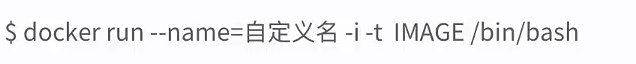 $ docker run --name=自定义名 -i -t IMAGE /bin/bash